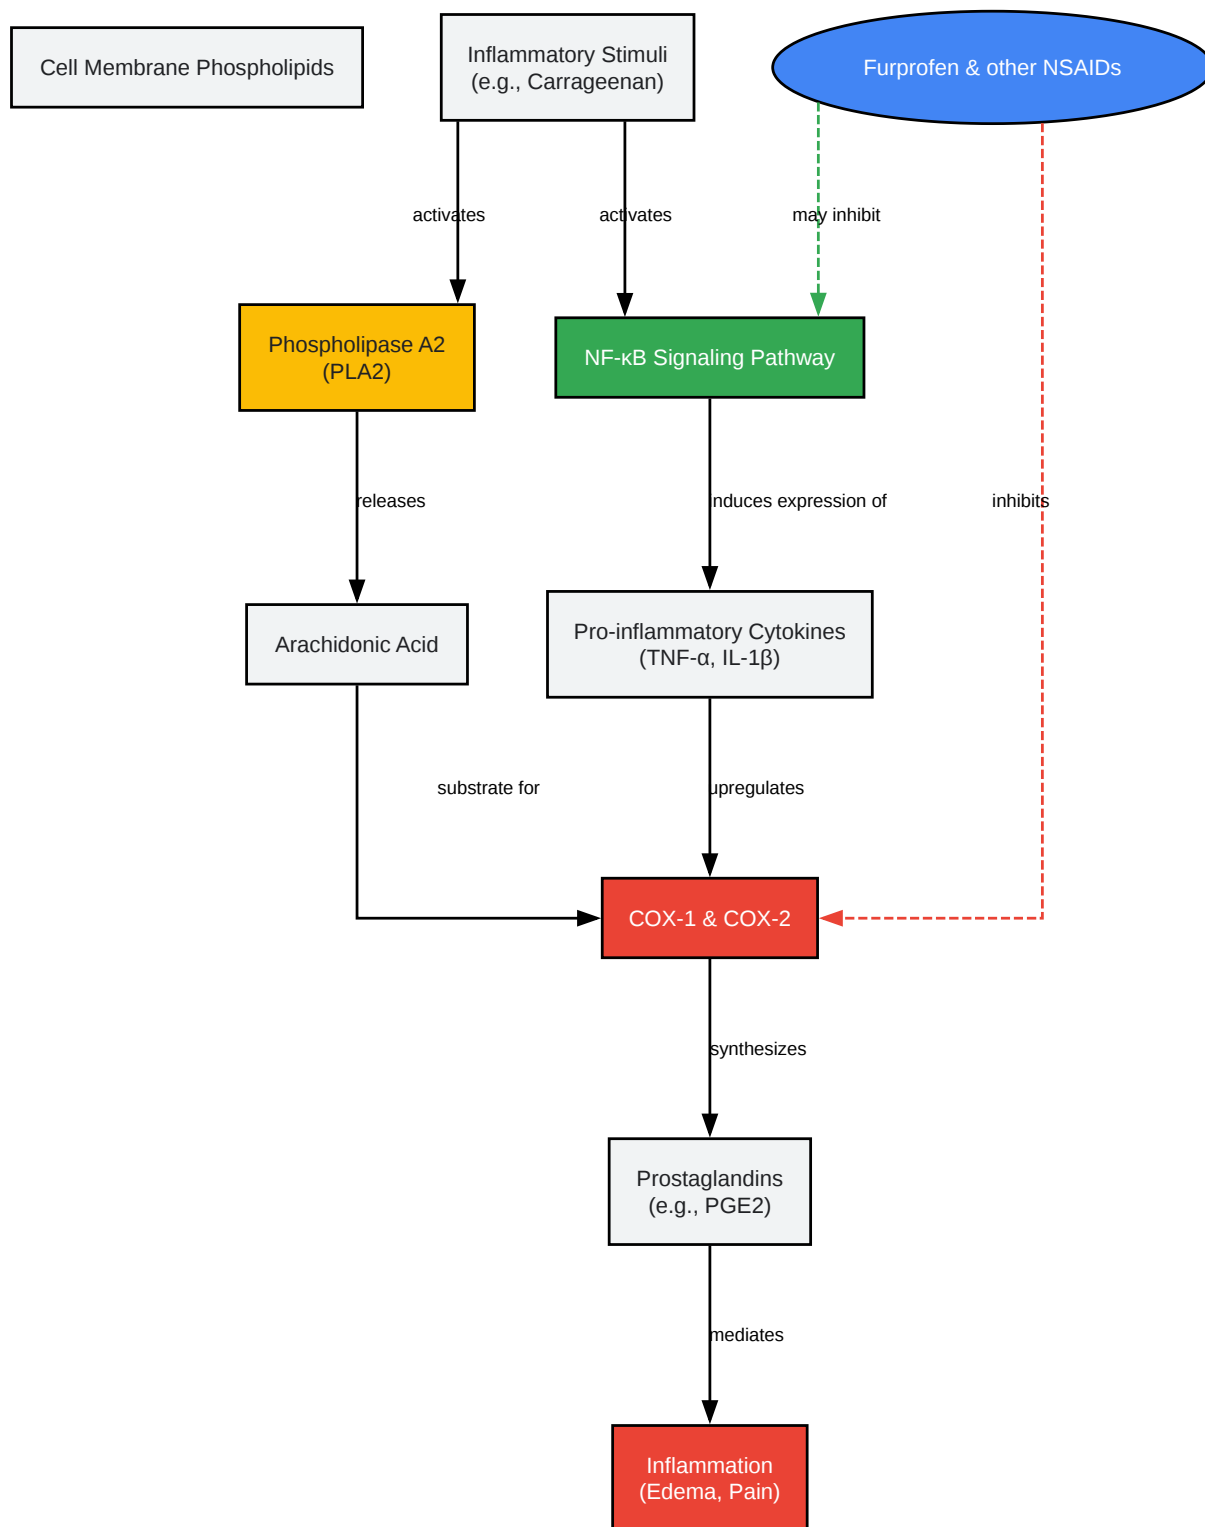 Cell Membrane Phospholipids
Inflammatory Stimuli
(e.g., Carrageenan)
Furprofen & other NSAIDs
activates
activates
may inhibit
Phospholipase A2
(PLA2)
NF-κB Signaling Pathway
releases
induces expression of
inhibits
Arachidonic Acid
Pro-inflammatory Cytokines
(TNF-α, IL-1β)
substrate for
upregulates
COX-1 & COX-2
synthesizes
Prostaglandins
(e.g., PGE2)
mediates
Inflammation
(Edema, Pain)